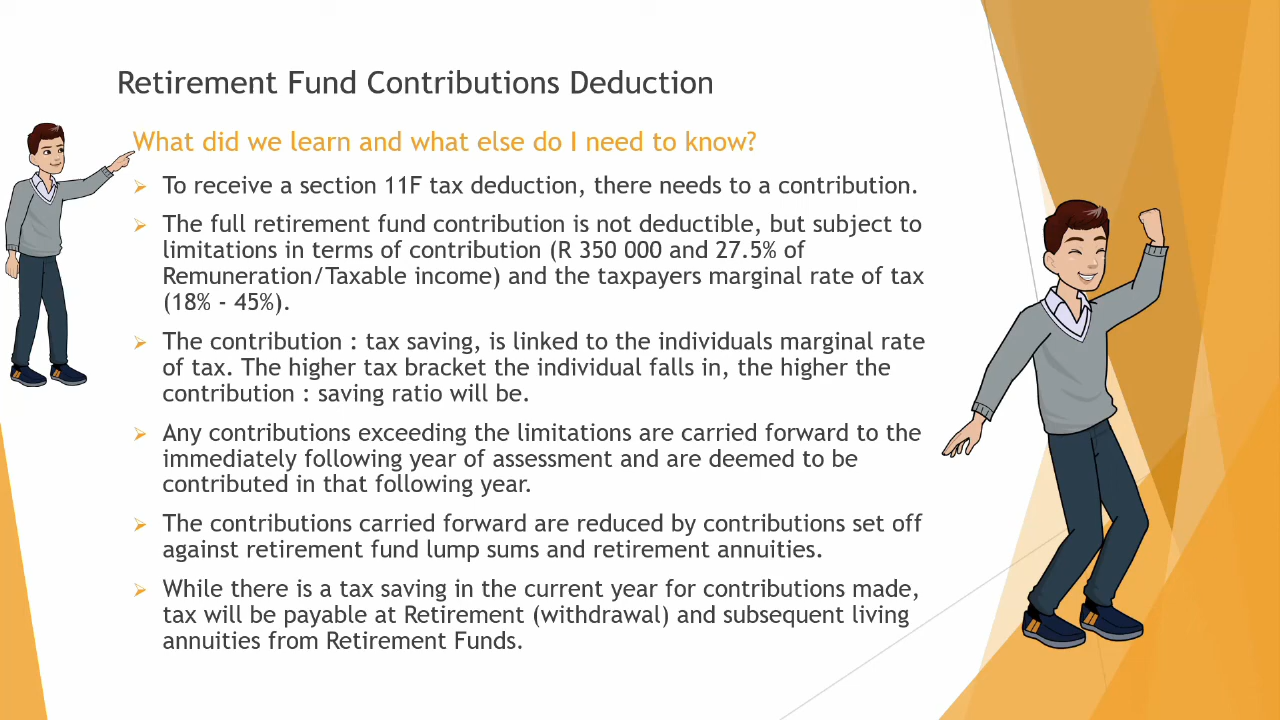 Retirement Fund Contributions Deduction
What did we learn and what else do I need to know?
To receive a section 11F tax deduction, there needs to a contribution.
The full retirement fund contribution is not deductible, but subject to
limitations in terms of contribution (R 350 000 and 27.5% of
Remuneration/Taxable income) and the taxpayers marginal rate of tax
(18% - 45%).
The contribution : tax saving, is linked to the individuals marginal rate
of tax. The higher tax bracket the individual falls in, the higher the
contribution : saving ratio will be.
Any contributions exceeding the limitations are carried forward to the
immediately following year of assessment and are deemed to be
contributed in that following year.
The contributions carried forward are reduced by contributions set off
against retirement fund lump sums and retirement annuities.
While there is a tax saving in the current year for contributions made,
tax will be payable at Retirement (withdrawal) and subsequent living
annuities from Retirement Funds.